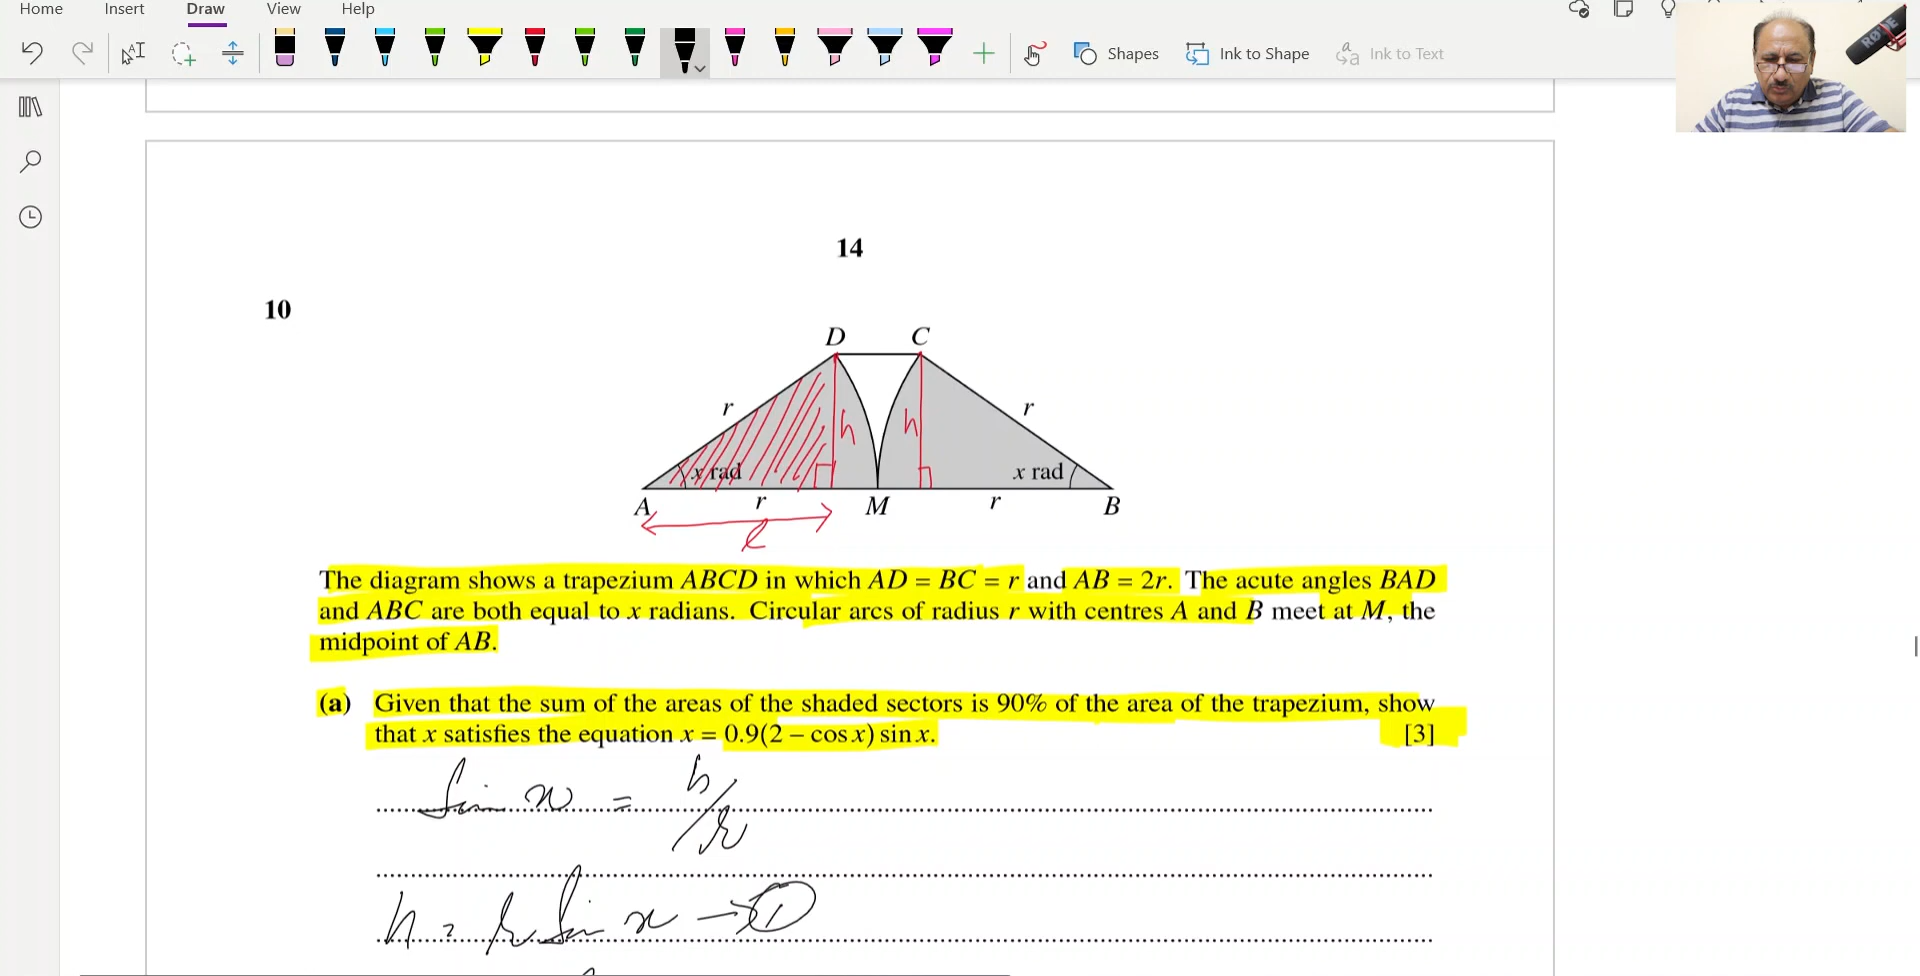 Home Insert Draw View Help
Shapes Ink to Shape Ink to Text
RØDE
14
10
D C
r h h r
x rad x rad
A r M r B
l
The diagram shows a trapezium ABCD in which AD = BC = r and AB = 2r. The acute angles BAD
and ABC are both equal to x radians. Circular arcs of radius r with centres A and B meet at M, the
midpoint of AB.
(a) Given that the sum of the areas of the shaded sectors is 90% of the area of the trapezium, show
that x satisfies the equation x = 0.9(2 – cos x) sin x. [3]
Sin x = h/r
h = r Sin x → ①